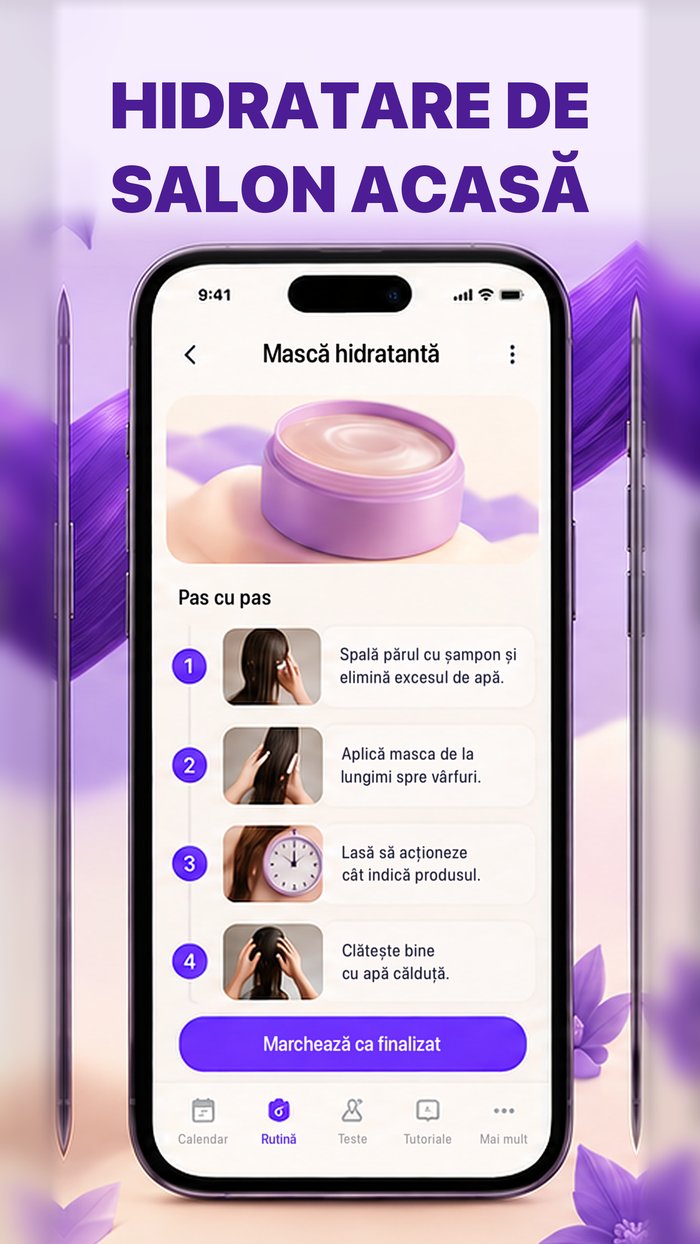 HIDRATARE DE
SALON ACASĂ
9:41
Mască hidratantă
Pas cu pas
1
Spală părul cu șampon și
elimină excesul de apă.
2
Aplică masca de la
lungimi spre vârfuri.
3
Lasă să acționeze
cât indică produsul.
4
Clătește bine
cu apă călduță.
Marchează ca finalizat
Calendar
Rutină
Teste
Tutoriale
Mai mult